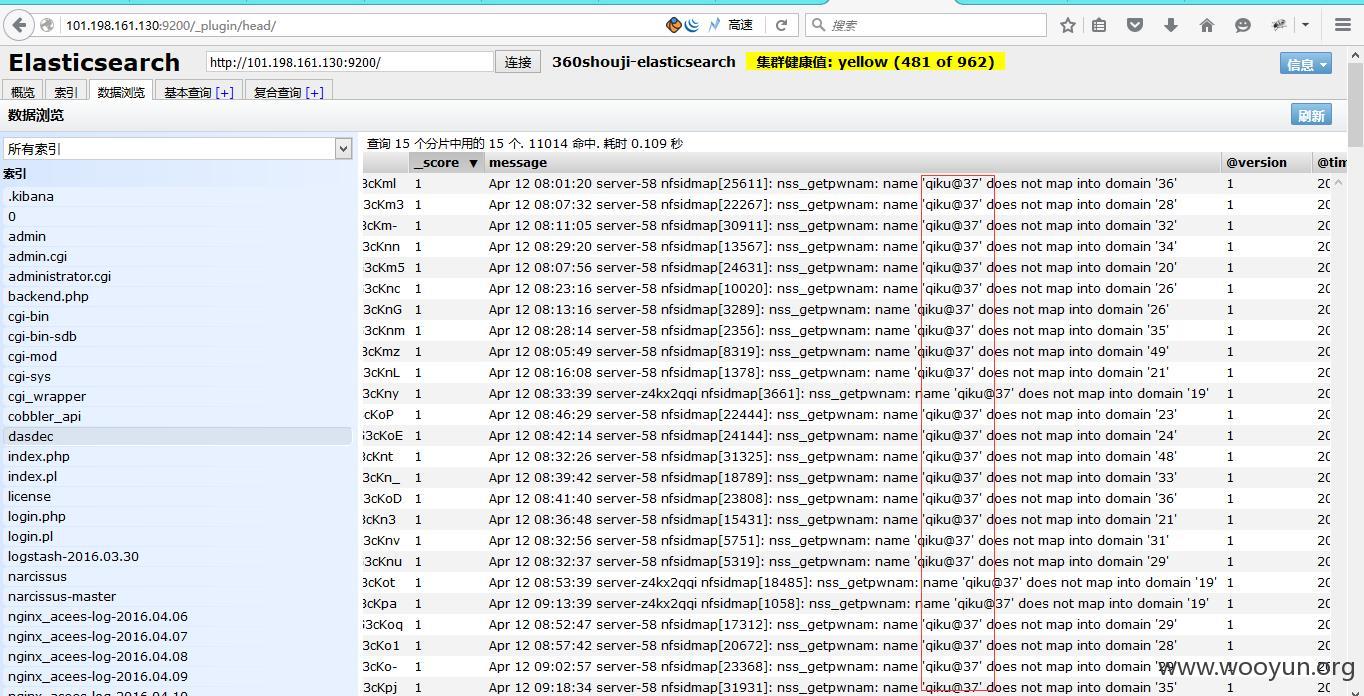 101.198.161.130:9200/_plugin/head/
高速
搜索
Elasticsearch
http://101.198.161.130:9200/
连接
360shouji-elasticsearch
集群健康值: yellow (481 of 962)
信息
概览
索引
数据浏览
基本查询 [+]
复合查询 [+]
数据浏览
刷新
所有索引
索引
.kibana
0
admin
admin.cgi
administrator.cgi
backend.php
cgi-bin
cgi-bin-sdb
cgi-mod
cgi-sys
cgi_wrapper
cobbler_api
dasdec
index.php
index.pl
license
login.php
login.pl
logstash-2016.03.30
narcissus
narcissus-master
nginx_acees-log-2016.04.06
nginx_acees-log-2016.04.07
nginx_acees-log-2016.04.08
nginx_acees-log-2016.04.09
nginx_acees-log-2016.04.10
查询 15 个分片中用的 15 个. 11014 命中. 耗时 0.109 秒
_score ▼ message @version @tim
3cKml 1 Apr 12 08:01:20 server-58 nfsidmap[25611]: nss_getpwnam: name 'qiku@37' does not map into domain '36' 1 20
3cKm3 1 Apr 12 08:07:32 server-58 nfsidmap[22267]: nss_getpwnam: name 'qiku@37' does not map into domain '28' 1 20
3cKm- 1 Apr 12 08:11:05 server-58 nfsidmap[30911]: nss_getpwnam: name 'qiku@37' does not map into domain '32' 1 20
3cKnn 1 Apr 12 08:29:20 server-58 nfsidmap[13567]: nss_getpwnam: name 'qiku@37' does not map into domain '34' 1 20
3cKm5 1 Apr 12 08:07:56 server-58 nfsidmap[24631]: nss_getpwnam: name 'qiku@37' does not map into domain '20' 1 20
3cKnc 1 Apr 12 08:23:16 server-58 nfsidmap[10020]: nss_getpwnam: name 'qiku@37' does not map into domain '26' 1 20
3cKnG 1 Apr 12 08:13:16 server-58 nfsidmap[3289]: nss_getpwnam: name 'qiku@37' does not map into domain '26' 1 20
3cKnm 1 Apr 12 08:28:14 server-58 nfsidmap[2356]: nss_getpwnam: name 'qiku@37' does not map into domain '35' 1 20
3cKmz 1 Apr 12 08:05:49 server-58 nfsidmap[8319]: nss_getpwnam: name 'qiku@37' does not map into domain '49' 1 20
3cKnL 1 Apr 12 08:16:08 server-58 nfsidmap[1378]: nss_getpwnam: name 'qiku@37' does not map into domain '21' 1 20
3cKny 1 Apr 12 08:33:39 server-z4kx2qqi nfsidmap[3661]: nss_getpwnam: name 'qiku@37' does not map into domain '19' 1 20
cKoP 1 Apr 12 08:46:29 server-58 nfsidmap[22444]: nss_getpwnam: name 'qiku@37' does not map into domain '23' 1 20
3cKoE 1 Apr 12 08:42:14 server-58 nfsidmap[24144]: nss_getpwnam: name 'qiku@37' does not map into domain '24' 1 20
3cKnt 1 Apr 12 08:32:26 server-58 nfsidmap[31325]: nss_getpwnam: name 'qiku@37' does not map into domain '48' 1 20
3cKn_ 1 Apr 12 08:39:42 server-58 nfsidmap[18789]: nss_getpwnam: name 'qiku@37' does not map into domain '33' 1 20
3cKoD 1 Apr 12 08:41:40 server-58 nfsidmap[23808]: nss_getpwnam: name 'qiku@37' does not map into domain '36' 1 20
3cKn3 1 Apr 12 08:36:48 server-58 nfsidmap[15431]: nss_getpwnam: name 'qiku@37' does not map into domain '21' 1 20
3cKnv 1 Apr 12 08:32:56 server-58 nfsidmap[5751]: nss_getpwnam: name 'qiku@37' does not map into domain '31' 1 20
3cKnu 1 Apr 12 08:32:37 server-58 nfsidmap[5319]: nss_getpwnam: name 'qiku@37' does not map into domain '29' 1 20
3cKot 1 Apr 12 08:53:39 server-z4kx2qqi nfsidmap[18485]: nss_getpwnam: name 'qiku@37' does not map into domain '19' 1 20
3cKpa 1 Apr 12 09:13:39 server-z4kx2qqi nfsidmap[1058]: nss_getpwnam: name 'qiku@37' does not map into domain '19' 1 20
3cKoq 1 Apr 12 08:52:47 server-58 nfsidmap[17312]: nss_getpwnam: name 'qiku@37' does not map into domain '29' 1 20
3cKo1 1 Apr 12 08:57:42 server-58 nfsidmap[20672]: nss_getpwnam: name 'qiku@37' does not map into domain '28' 1 20
3cKo- 1 Apr 12 09:02:57 server-58 nfsidmap[23368]: nss_getpwnam: name 'qiku@37' does not map into domain '29' 1 20
3cKpj 1 Apr 12 09:18:34 server-58 nfsidmap[31931]: nss_getpwnam: name 'qiku@37' does not map into domain '35' 1 20
www.wooyun.org